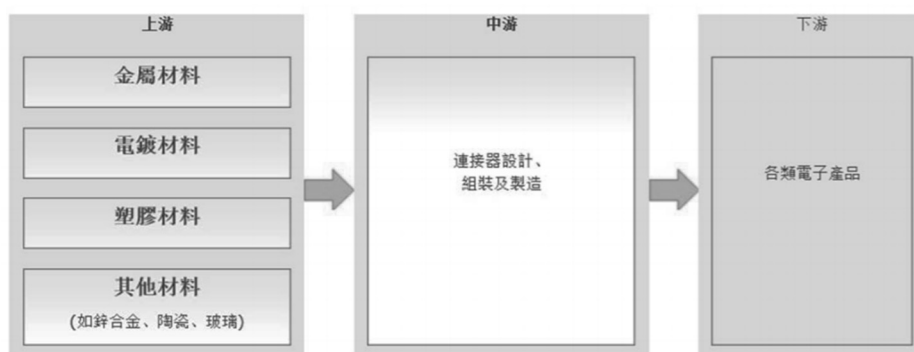 上游
金屬材料
電鍍材料
塑膠材料
其他材料
(如鋅合金、陶瓷、玻璃)
中游
連接器設計、
組裝及製造
下游
各類電子產品